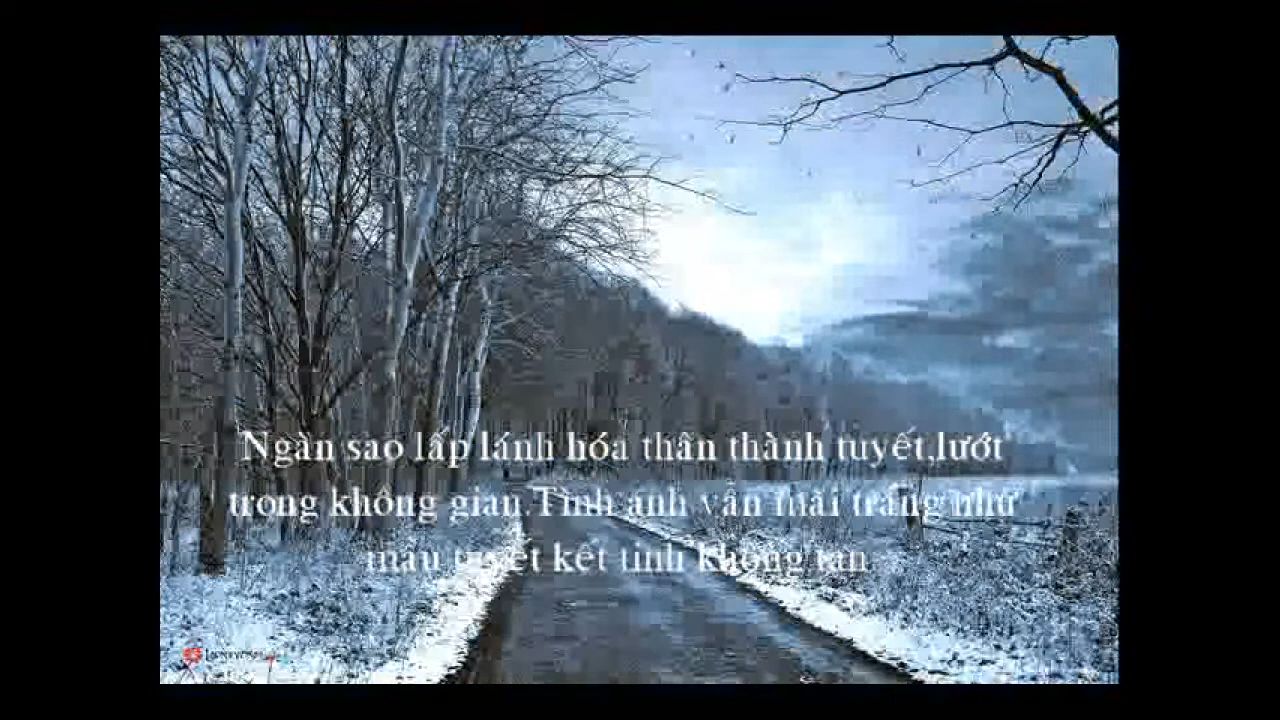 Ngàn sao lấp lánh hóa thân thành tuyết,lướt
trong không gian.Tình anh vẫn mãi trắng như
màu tuyết kết tinh không tan